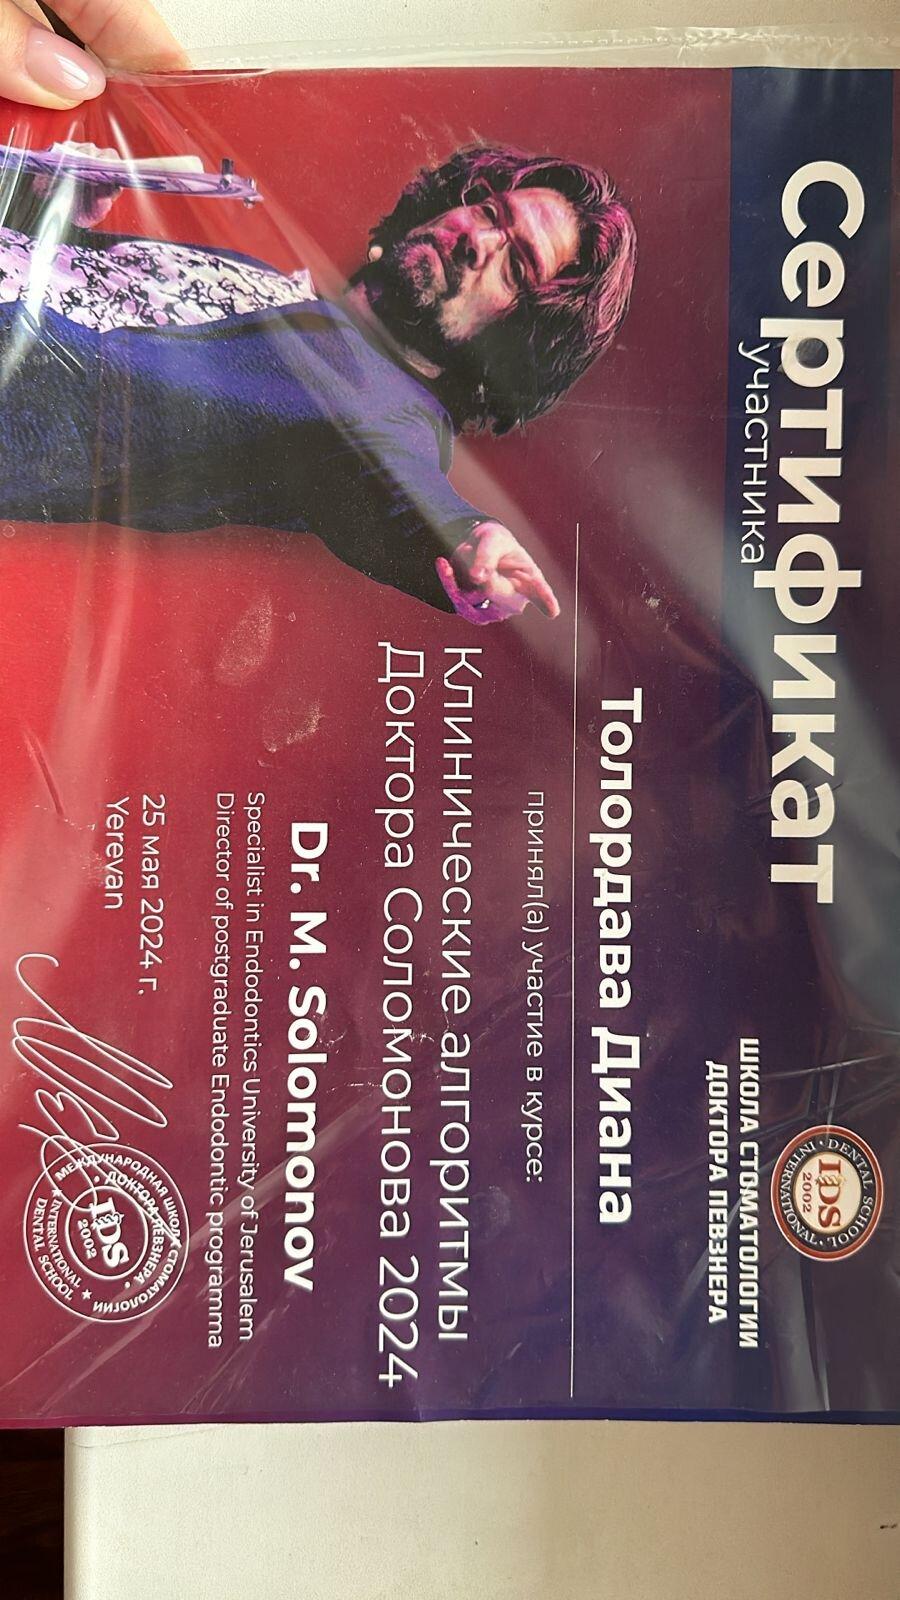 Сертификат
участника
DENTAL SCHOOL
IDS
2002
INTERNATIONAL
ШКОЛА СТОМАТОЛОГИИ
ДОКТОРА ПЕВЗНЕРА
Толордава Диана
принял(а) участие в курсе:
Клинические алгоритмы
Доктора Соломонова 2024
Dr. M. Solomonov
Specialist in Endodontics University of Jerusalem
Director of postgraduate Endodontic programma
25 мая 2024 г.
Yerevan
МЕЖДУНАРОДНАЯ ШКОЛА СТОМАТОЛОГИИ
ДОКТОРА ПЕВЗНЕРА
IDS
2002
INTERNATIONAL
DENTAL SCHOOL